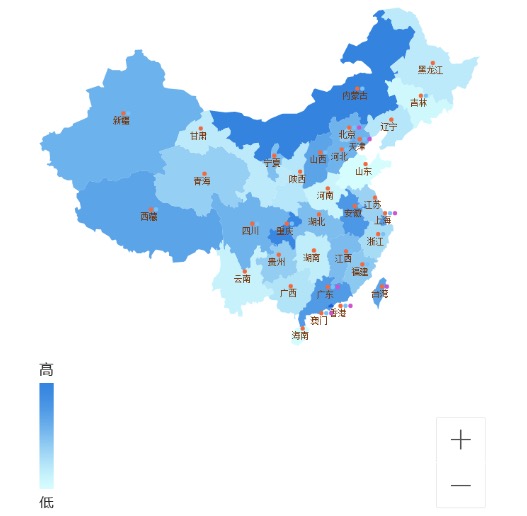 黑龙江
内蒙古
吉林
新疆
辽宁
甘肃
北京
天津
宁夏
山西
河北
陕西
山东
青海
河南
江苏
西藏
安徽
上海
湖北
四川
重庆
浙江
湖南
江西
贵州
福建
云南
广西
广东
台湾
香港
澳门
海南
高
低